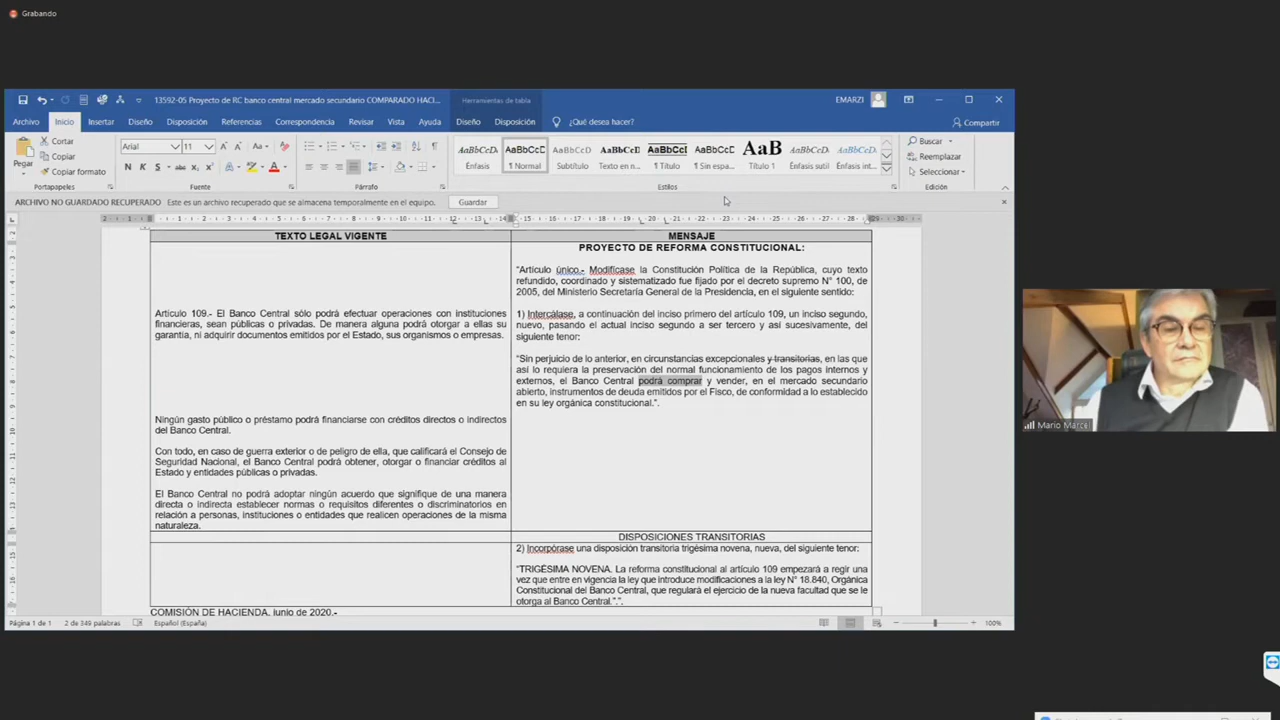 Grabando
13592-05 Proyecto de RC banco central mercado secundario COMPARADO HACI...
Herramientas de tabla
EMARZI
Archivo Inicio Insertar Diseño Disposición Referencias Correspondencia Revisar Vista Ayuda Diseño Disposición ¿Qué desea hacer? Compartir
Pegar
Cortar
Copiar
Copiar formato
Portapapeles
Arial 11
N K S abc x₂ x²
Fuente
Párrafo
AaBbCcDc AaBbCcI AaBbCcD AaBbCcDc AaBbCcI AaBbCcD AaB AaBbCcDc AaBbCcDc
Énfasis ¶ Normal Subtítulo Texto en n... ¶ Título ¶ Sin espa... Título 1 Énfasis sutil Énfasis int...
Estilos
Buscar
Reemplazar
Seleccionar
Edición
ARCHIVO NO GUARDADO RECUPERADO Este es un archivo recuperado que se almacena temporalmente en el equipo. Guardar
TEXTO LEGAL VIGENTE
Artículo 109.- El Banco Central sólo podrá efectuar operaciones con instituciones
financieras, sean públicas o privadas. De manera alguna podrá otorgar a ellas su
garantía, ni adquirir documentos emitidos por el Estado, sus organismos o empresas.
Ningún gasto público o préstamo podrá financiarse con créditos directos o indirectos
del Banco Central.
Con todo, en caso de guerra exterior o de peligro de ella, que calificará el Consejo de
Seguridad Nacional, el Banco Central podrá obtener, otorgar o financiar créditos al
Estado y entidades públicas o privadas.
El Banco Central no podrá adoptar ningún acuerdo que signifique de una manera
directa o indirecta establecer normas o requisitos diferentes o discriminatorios en
relación a personas, instituciones o entidades que realicen operaciones de la misma
naturaleza.
MENSAJE
PROYECTO DE REFORMA CONSTITUCIONAL:
"Artículo único.- Modifícase la Constitución Política de la República, cuyo texto
refundido, coordinado y sistematizado fue fijado por el decreto supremo N° 100, de
2005, del Ministerio Secretaría General de la Presidencia, en el siguiente sentido:
1) Intercálase, a continuación del inciso primero del artículo 109, un inciso segundo,
nuevo, pasando el actual inciso segundo a ser tercero y así sucesivamente, del
siguiente tenor:
"Sin perjuicio de lo anterior, en circunstancias excepcionales y transitorias, en las que
así lo requiera la preservación del normal funcionamiento de los pagos internos y
externos, el Banco Central podrá comprar y vender, en el mercado secundario
abierto, instrumentos de deuda emitidos por el Fisco, de conformidad a lo establecido
en su ley orgánica constitucional.".
DISPOSICIONES TRANSITORIAS
2) Incorpórase una disposición transitoria trigésima novena, nueva, del siguiente tenor:
"TRIGÉSIMA NOVENA. La reforma constitucional al artículo 109 empezará a regir una
vez que entre en vigencia la ley que introduce modificaciones a la ley N° 18.840, Orgánica
Constitucional del Banco Central, que regulará el ejercicio de la nueva facultad que se le
otorga al Banco Central.".".
COMISIÓN DE HACIENDA, junio de 2020.-
Página 1 de 1 2 de 349 palabras Español (España) 100%
Mario Marcel